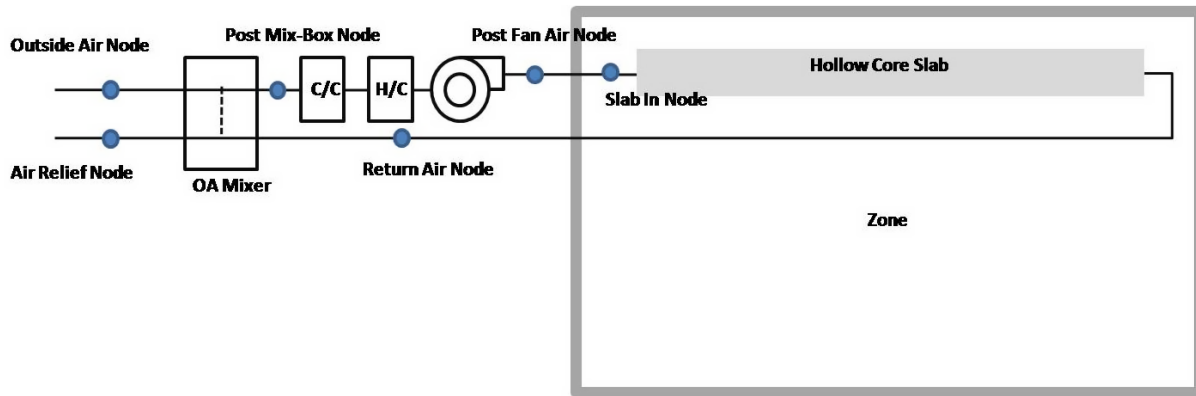 Outside Air Node
Post Mix-Box Node
Post Fan Air Node
C/C
H/C
Hollow Core Slab
Slab In Node
Air Relief Node
OA Mixer
Return Air Node
Zone